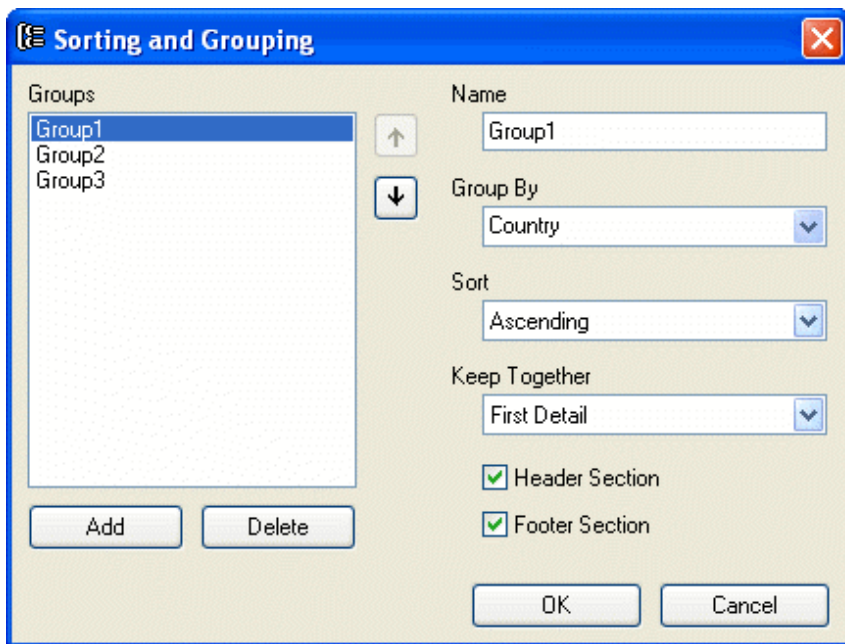 Sorting and Grouping
Groups
Group1
Group2
Group3
Add
Delete
Name
Group1
Group By
Country
Sort
Ascending
Keep Together
First Detail
Header Section
Footer Section
OK
Cancel